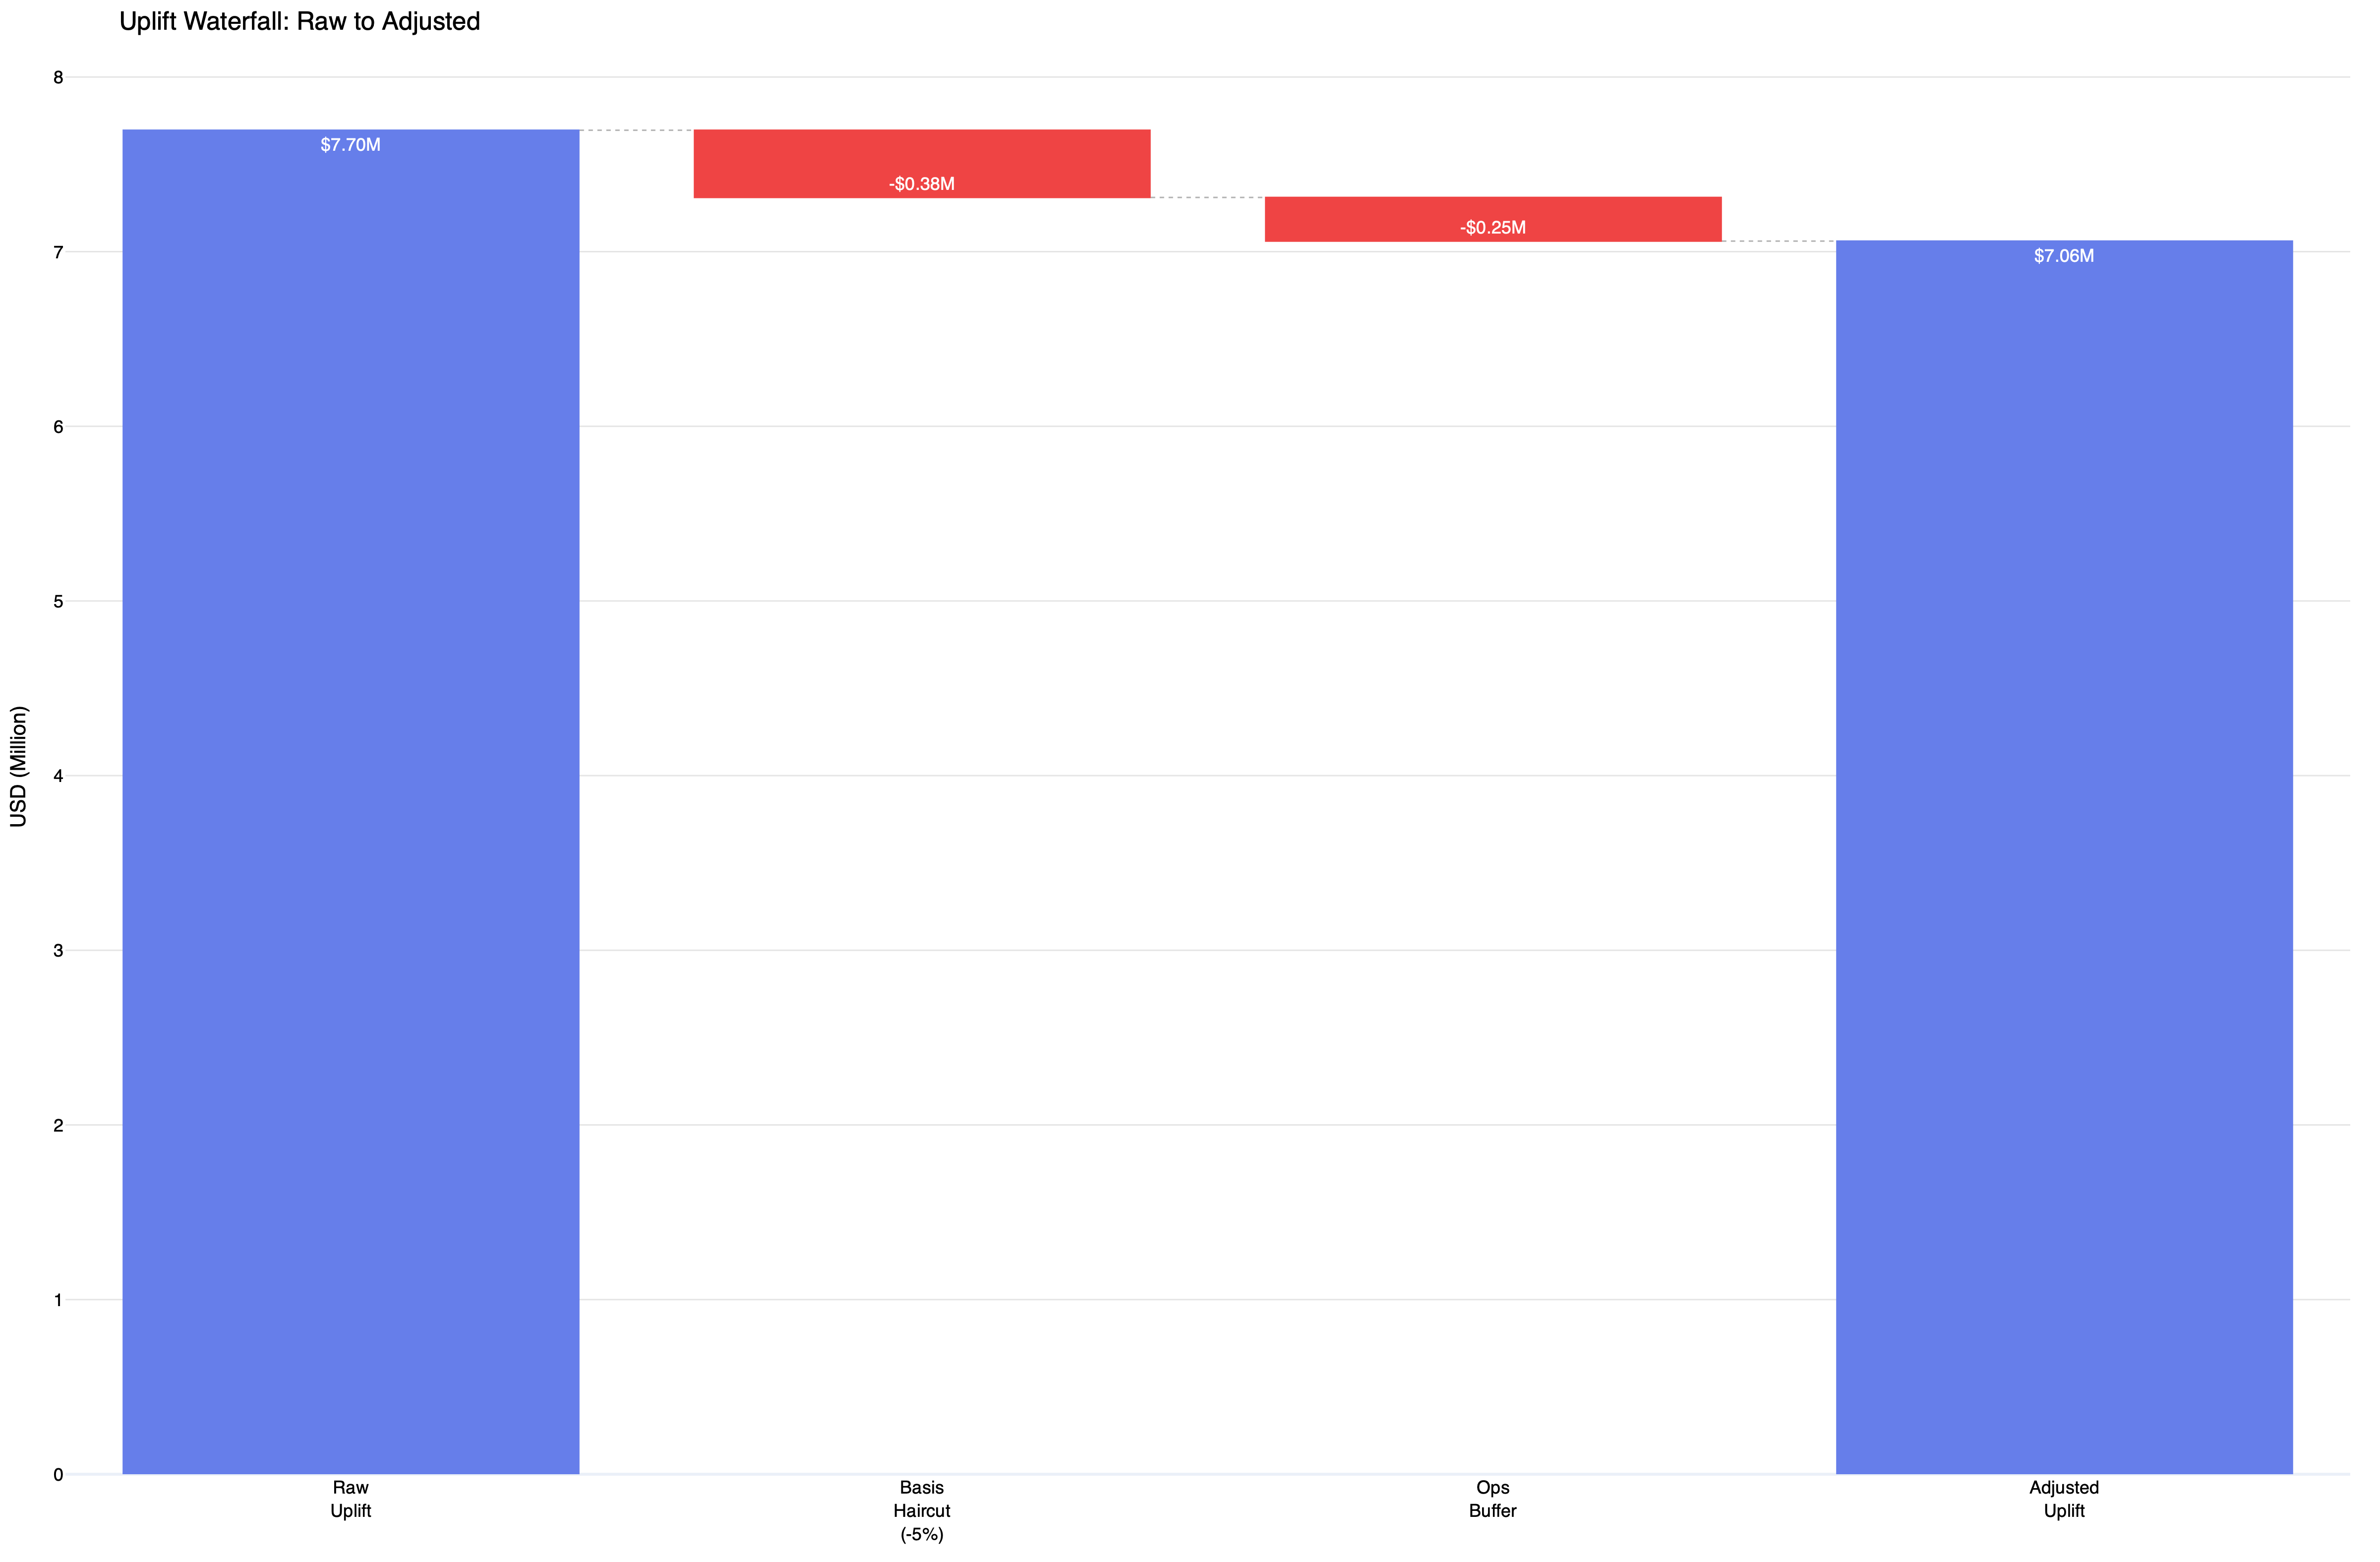 Uplift Waterfall: Raw to Adjusted
8
7
6
5
4
3
2
1
0
USD (Million)
$7.70M
-$0.38M
-$0.25M
$7.06M
Raw
Uplift
Basis
Haircut
(-5%)
Ops
Buffer
Adjusted
Uplift